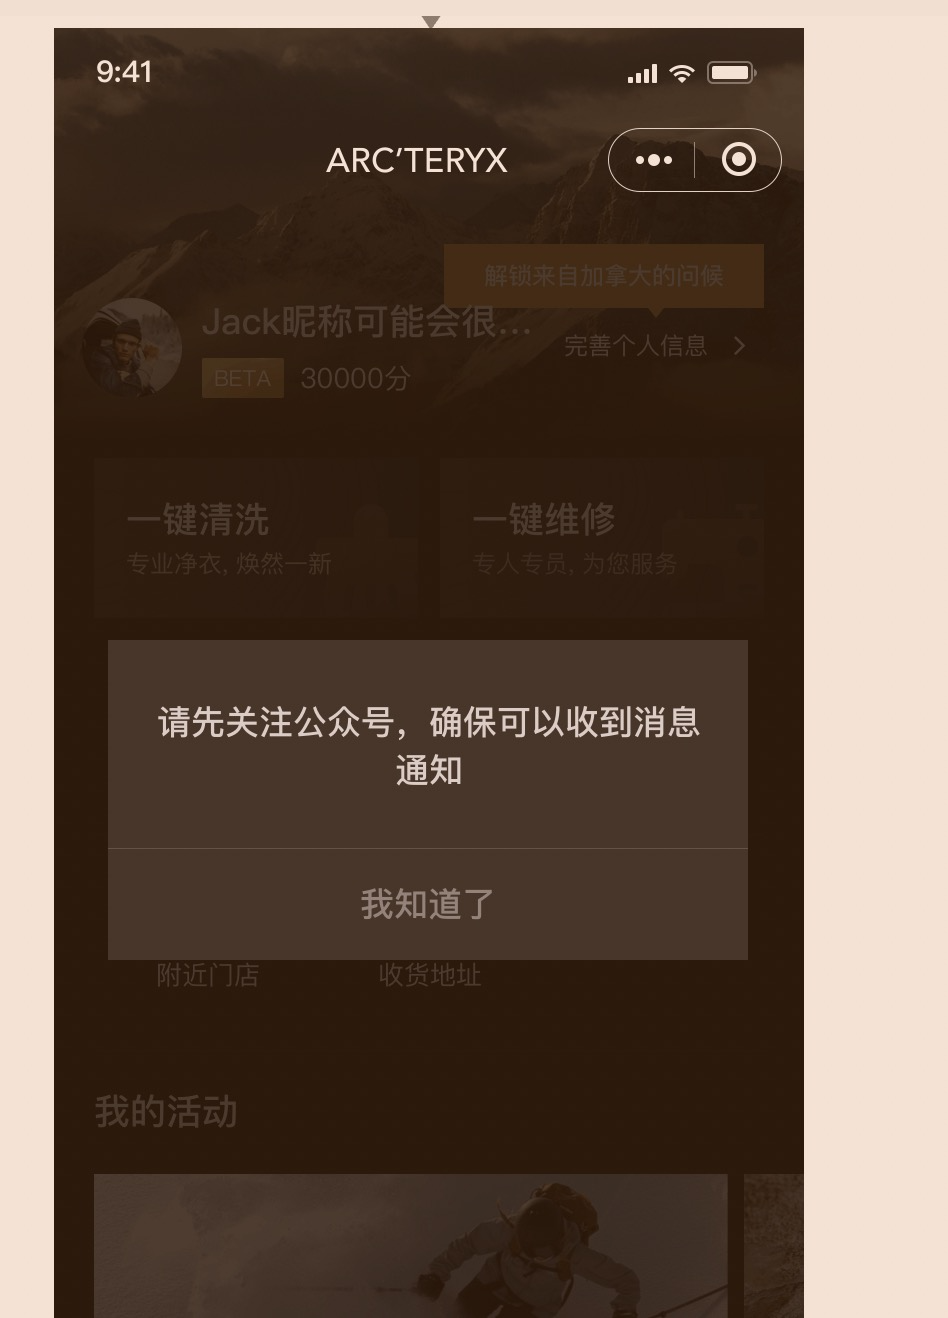 9:41
ARC'TERYX
解锁来自加拿大的问候
Jack昵称可能会很...
完善个人信息
BETA 30000分
一键清洗
专业净衣, 焕然一新
一键维修
专人专员, 为您服务
请先关注公众号，确保可以收到消息
通知
我知道了
附近门店
收货地址
我的活动